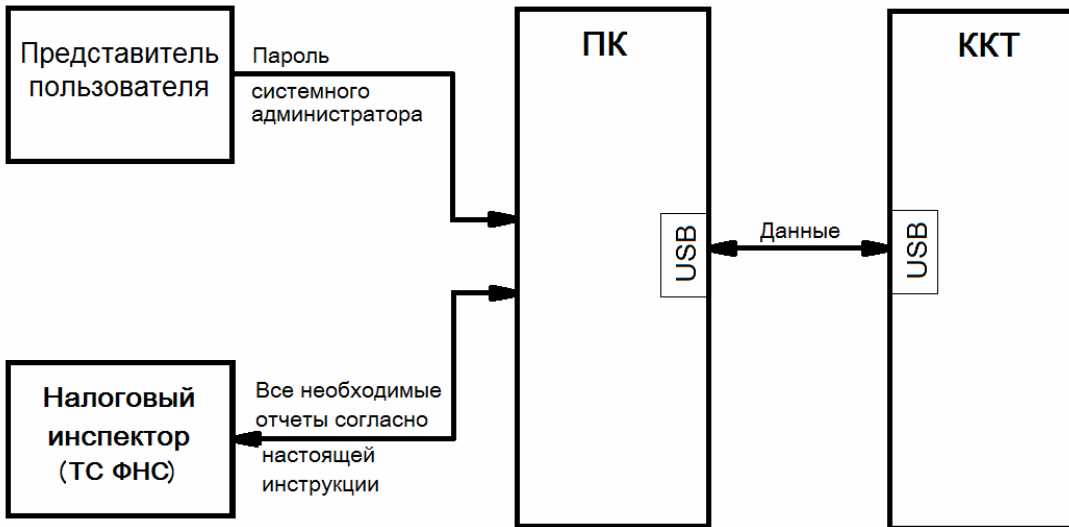 Представитель
пользователя
Пароль
системного
администратора
ПК
USB
Данные
ККТ
USB
Налоговый
инспектор
(ТС ФНС)
Все необходимые
отчеты согласно
настоящей
инструкции